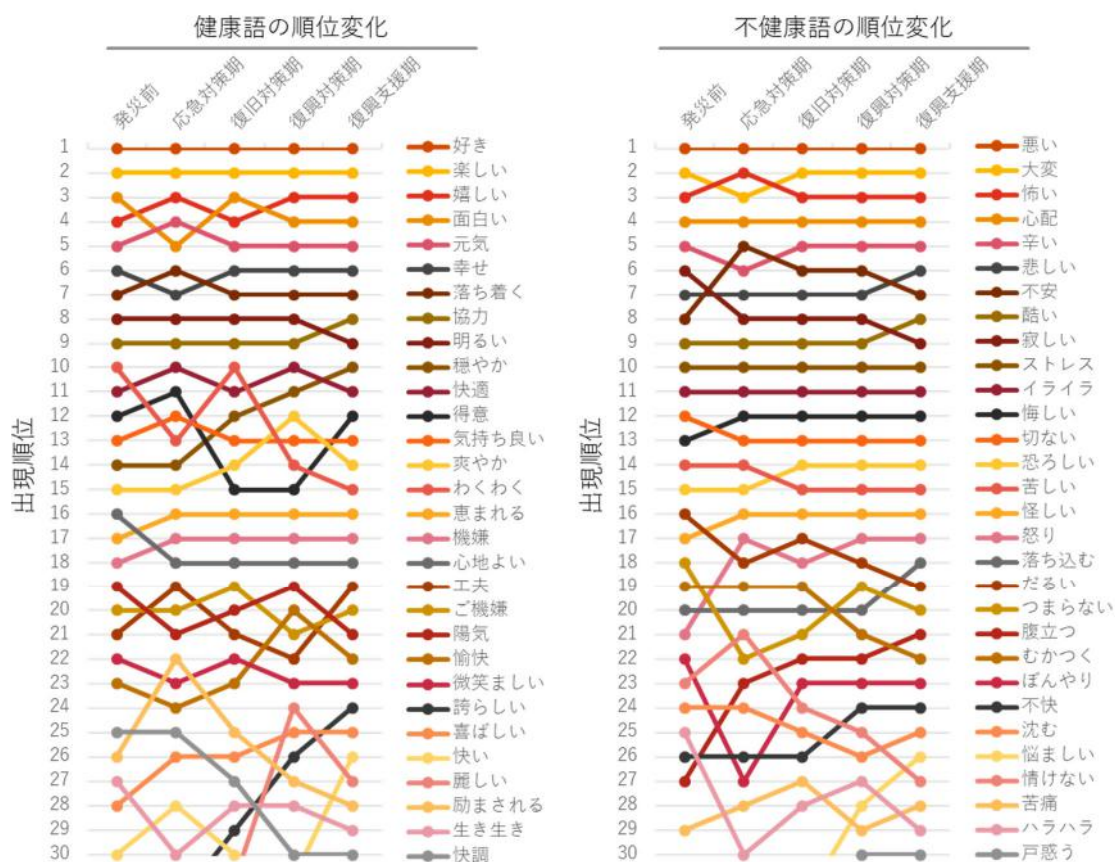 健康語の順位変化
発災前
応急対策期
復旧対策期
復興対策期
復興支援期
出現順位
1
2
3
4
5
6
7
8
9
10
11
12
13
14
15
16
17
18
19
20
21
22
23
24
25
26
27
28
29
30
好き
楽しい
嬉しい
面白い
元気
幸せ
落ち着く
協力
明るい
穏やか
快適
得意
気持ち良い
爽やか
わくわく
恵まれる
機嫌
心地よい
工夫
ご機嫌
陽気
愉快
微笑ましい
誇らしい
喜ばしい
快い
麗しい
励まされる
生き生き
快調
不健康語の順位変化
発災前
応急対策期
復旧対策期
復興対策期
復興支援期
出現順位
1
2
3
4
5
6
7
8
9
10
11
12
13
14
15
16
17
18
19
20
21
22
23
24
25
26
27
28
29
30
悪い
大変
怖い
心配
辛い
悲しい
不安
酷い
寂しい
ストレス
イライラ
悔しい
切ない
恐ろしい
苦しい
怪しい
怒り
落ち込む
だるい
つまらない
腹立つ
むかつく
ぼんやり
不快
沈む
悩ましい
情けない
苦痛
ハラハラ
戸惑う